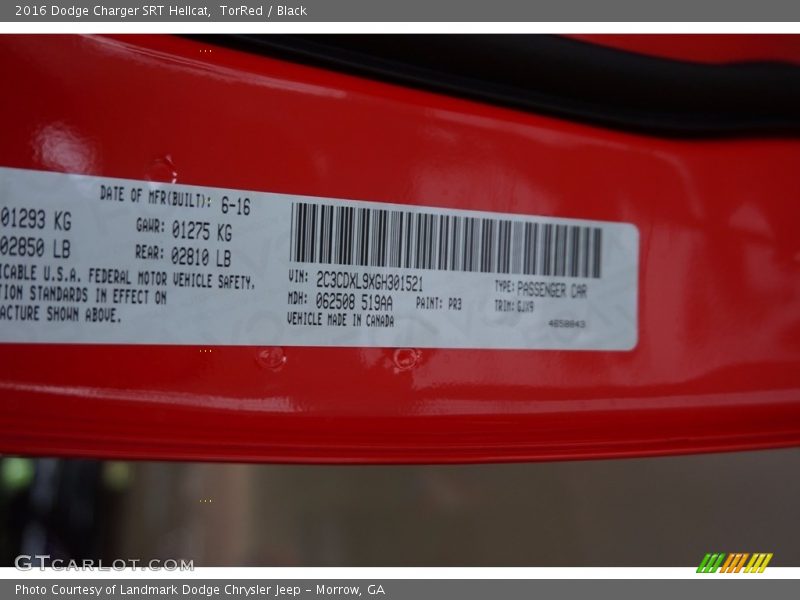 2016 Dodge Charger SRT Hellcat, TorRed / Black
DATE OF MFR(BUILT): 6-16
01293 KG GAWR: 01275 KG
02850 LB REAR: 02810 LB
ICABLE U.S.A. FEDERAL MOTOR VEHICLE SAFETY,
TION STANDARDS IN EFFECT ON
ACTURE SHOWN ABOVE.
VIN: 2C3CDXL9XGH301521 TYPE: PASSENGER CAR
MDH: 062508 519AA PAINT: PR3 TRIM: GJX9
VEHICLE MADE IN CANADA 4658843
GTCARLOT.COM
Photo Courtesy of Landmark Dodge Chrysler Jeep – Morrow, GA